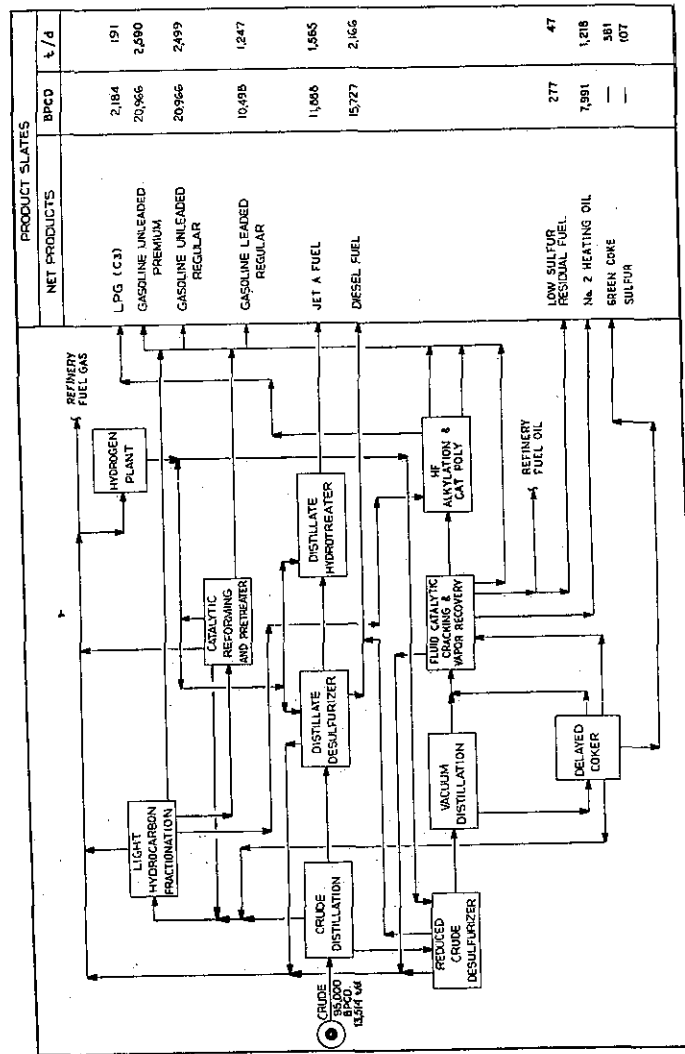 PRODUCT SLATES
NET PRODUCTS BPCD t/d
LPG (C3) 2,184 191
GASOLINE UNLEADED
PREMIUM 20,966 2,590
GASOLINE UNLEADED
REGULAR 20,966 2,499
GASOLINE LEADED
REGULAR 10,498 1,247
JET A FUEL 11,888 1,565
DIESEL FUEL 15,727 2,166
LOW SULFUR
RESIDUAL FUEL 277 47
No. 2 HEATING OIL 7,991 1,218
GREEN COKE — 381
SULFUR — 107
REFINERY
FUEL GAS
HYDROGEN
PLANT
LIGHT
HYDROCARBON
FRACTIONATION
CATALYTIC
REFORMING
AND PRETREATER
CRUDE
95,000
BPCD.
13,514 t/d
CRUDE
DISTILLATION
DISTILLATE
DESULFURIZER
DISTILLATE
HYDROTREATER
REDUCED
CRUDE
DESULFURIZER
VACUUM
DISTILLATION
FLUID CATALYTIC
CRACKING &
VAPOR RECOVERY
HF
ALKYLATION &
CAT POLY
REFINERY
FUEL OIL
DELAYED
COKER